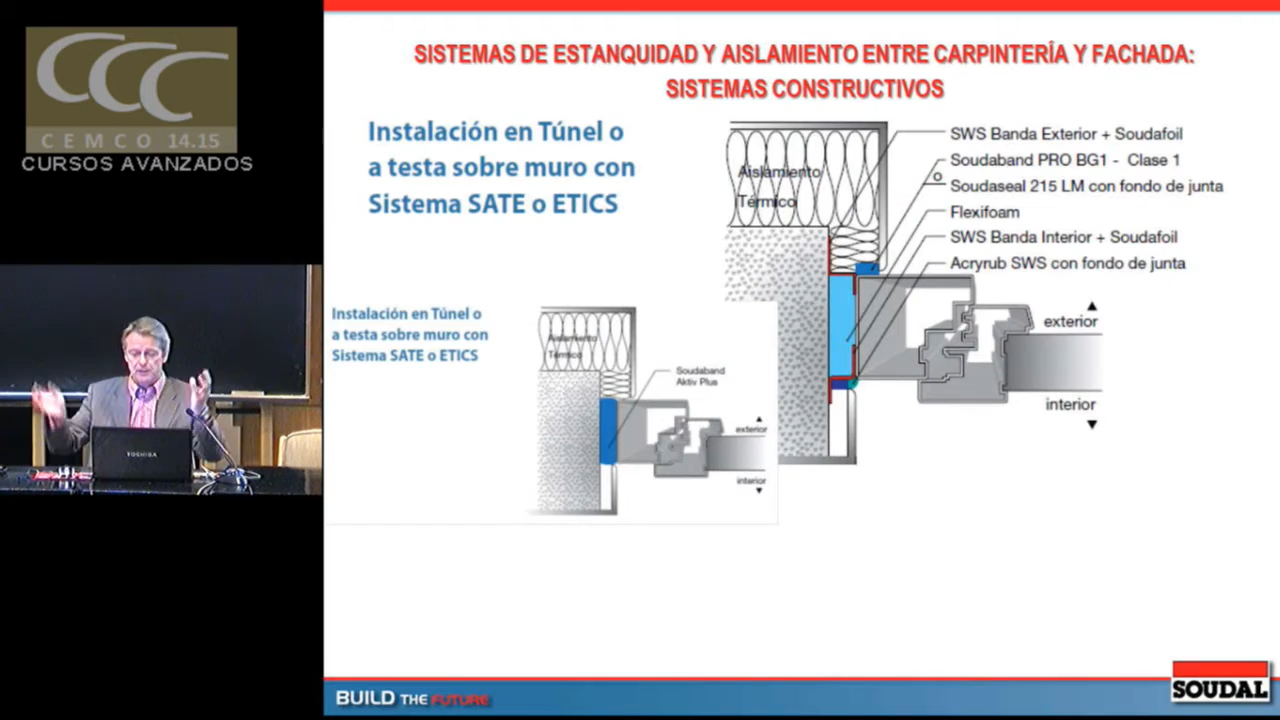 CCC
CEMCO 14.15
CURSOS AVANZADOS
SISTEMAS DE ESTANQUIDAD Y AISLAMIENTO ENTRE CARPINTERÍA Y FACHADA:
SISTEMAS CONSTRUCTIVOS
Instalación en Túnel o
a testa sobre muro con
Sistema SATE o ETICS
Aislamiento
Térmico
SWS Banda Exterior + Soudafoil
Soudaband PRO BG1 - Clase 1
o
Soudaseal 215 LM con fondo de junta
Flexifoam
SWS Banda Interior + Soudafoil
Acryrub SWS con fondo de junta
exterior
interior
Instalación en Túnel o
a testa sobre muro con
Sistema SATE o ETICS
Aislamiento
Térmico
Soudaband
Aktiv Plus
exterior
interior
TOSHIBA
BUILD THE FUTURE
SOUDAL